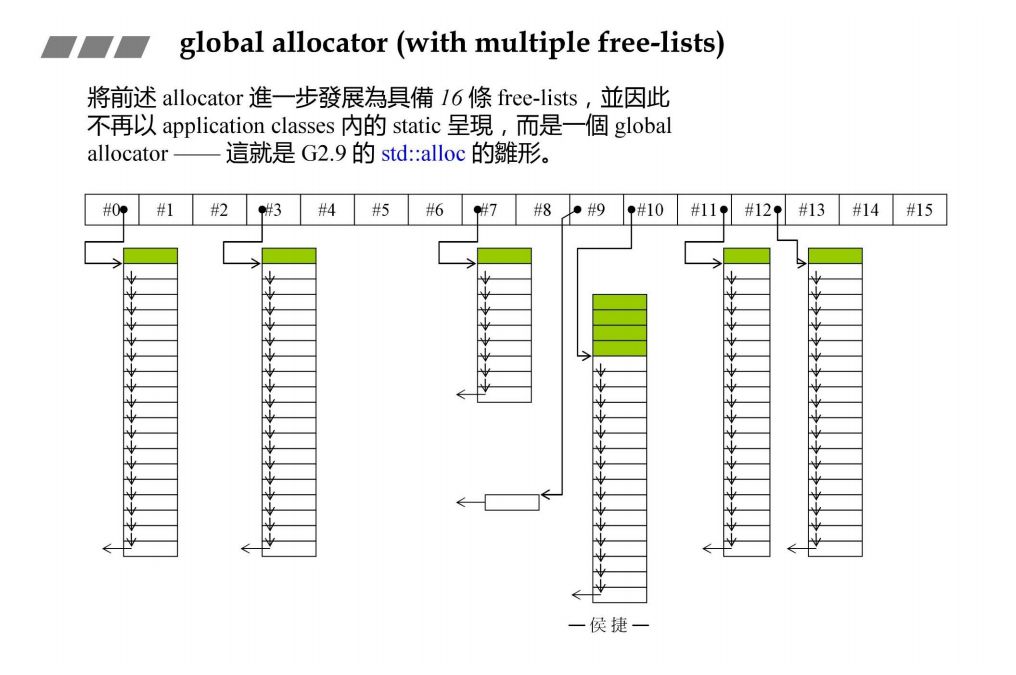 global allocator (with multiple free-lists)
將前述 allocator 進一步發展為具備 16 條 free-lists，並因此
不再以 application classes 內的 static 呈現，而是一個 global
allocator —— 這就是 G2.9 的 std::alloc 的雛形。
#0 #1 #2 #3 #4 #5 #6 #7 #8 #9 #10 #11 #12 #13 #14 #15
— 侯 捷 —